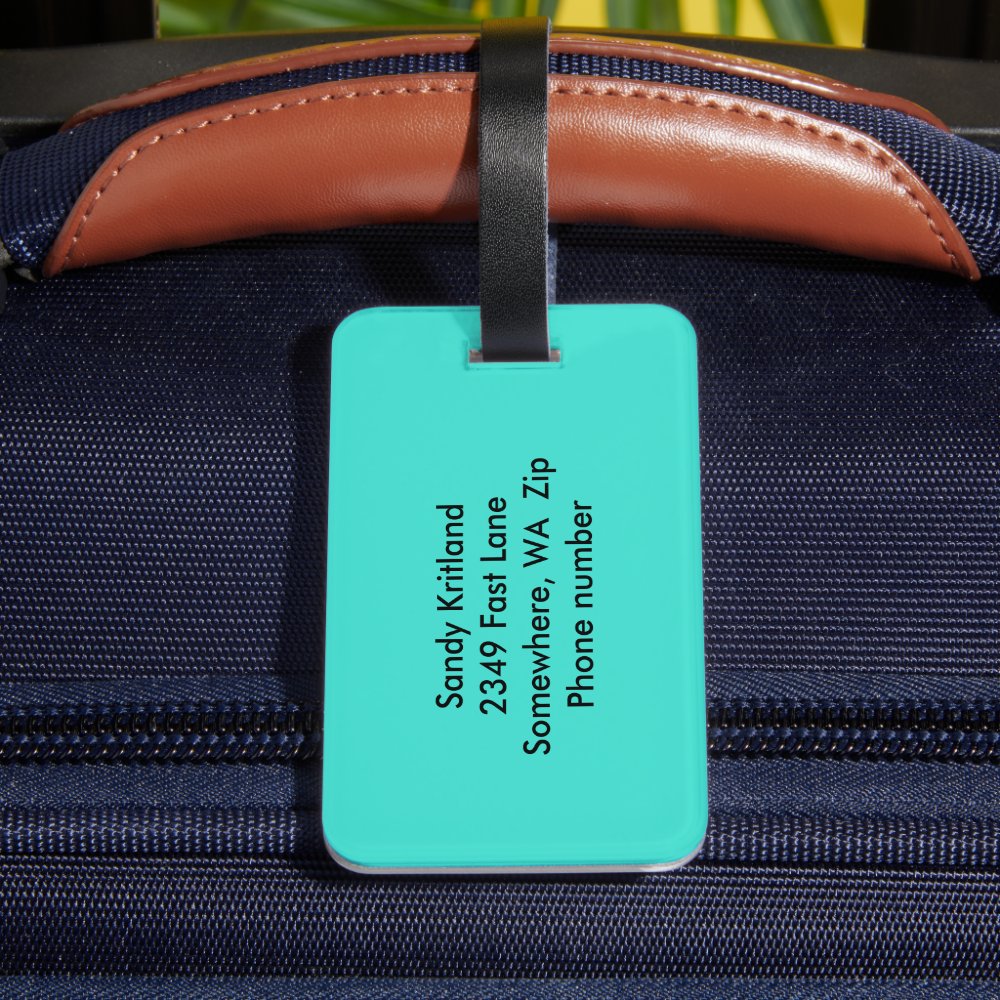 Sandy Kritland
2349 Fast Lane
Somewhere, WA  Zip
Phone number